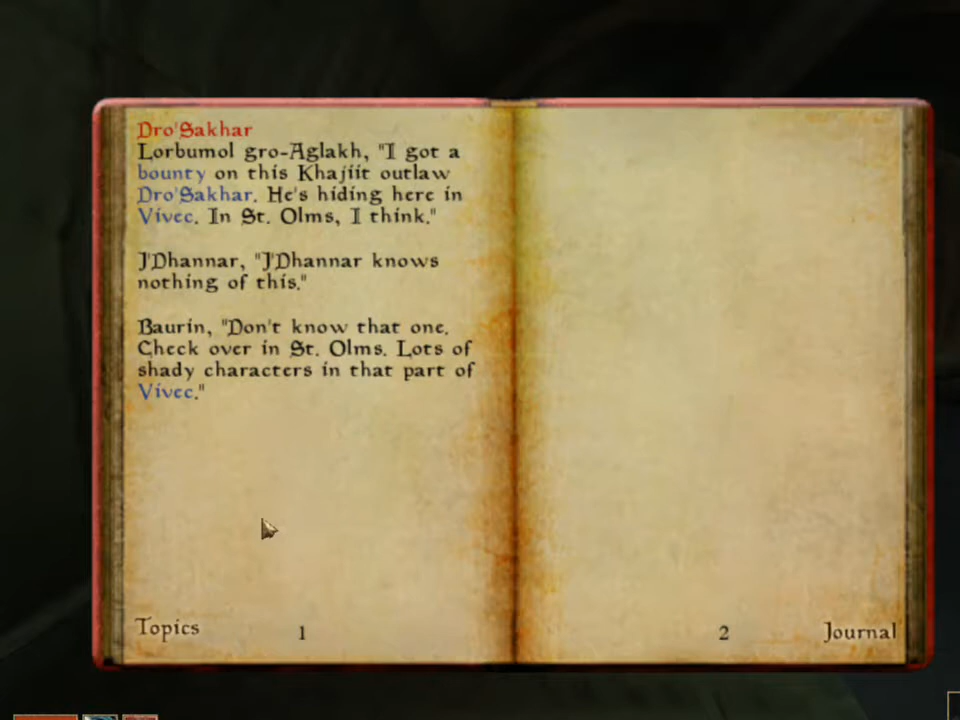 Dro'Sakhar
Lorbumol gro-Aglakh, "I got a
bounty on this Khajiit outlaw
Dro'Sakhar. He's hiding here in
Vivec. In St. Olms, I think."
J'Dhannar, "J'Dhannar knows
nothing of this."
Baurin, "Don't know that one.
Check over in St. Olms. Lots of
shady characters in that part of
Vivec."
Topics
1
2
Journal